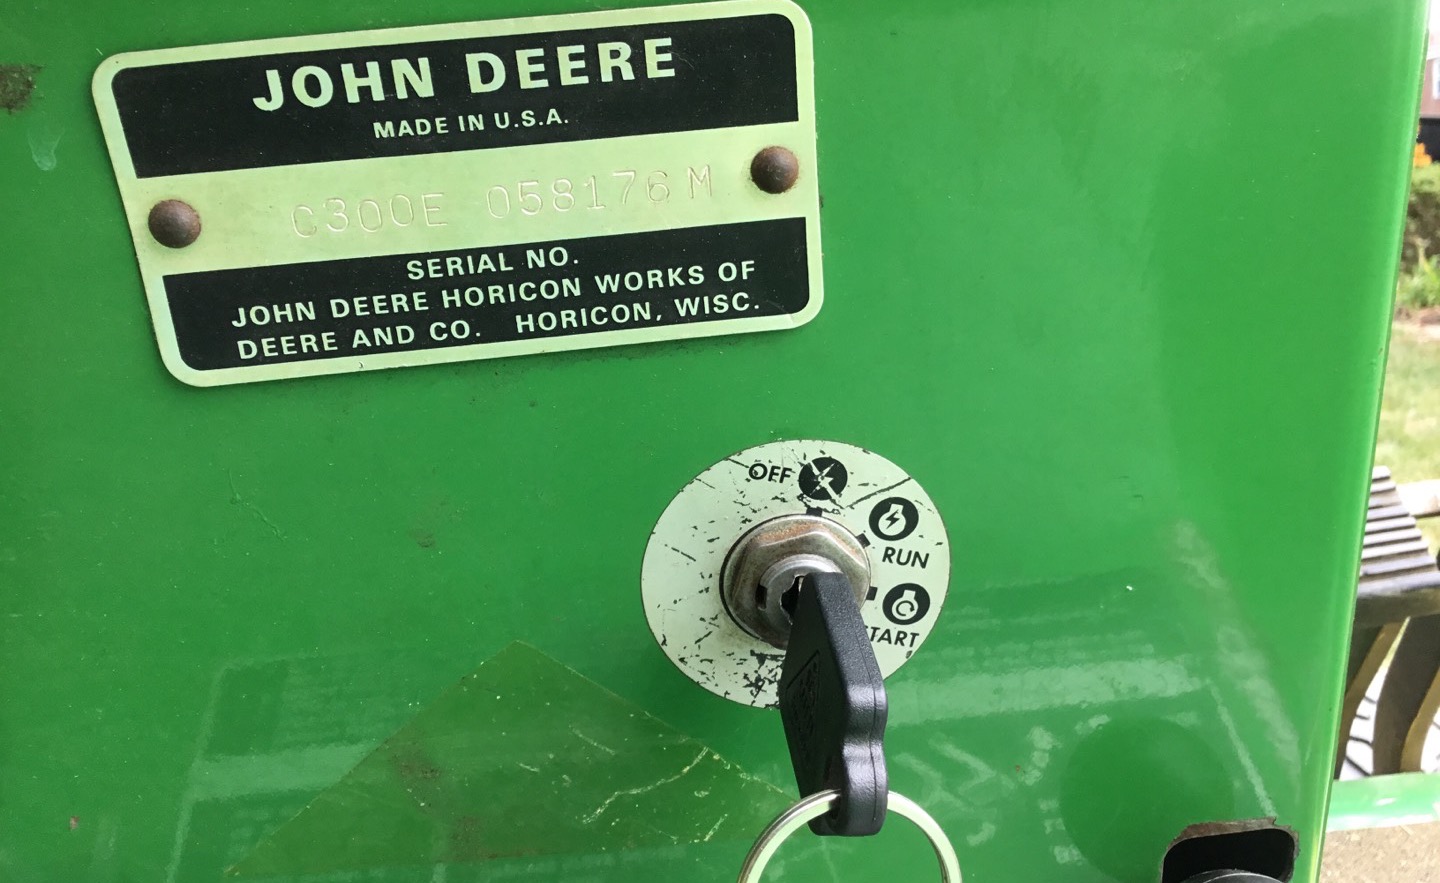 JOHN DEERE
MADE IN U.S.A.
C300E 058176 M
SERIAL NO.
JOHN DEERE HORICON WORKS OF
DEERE AND CO. HORICON, WISC.
OFF
RUN
START